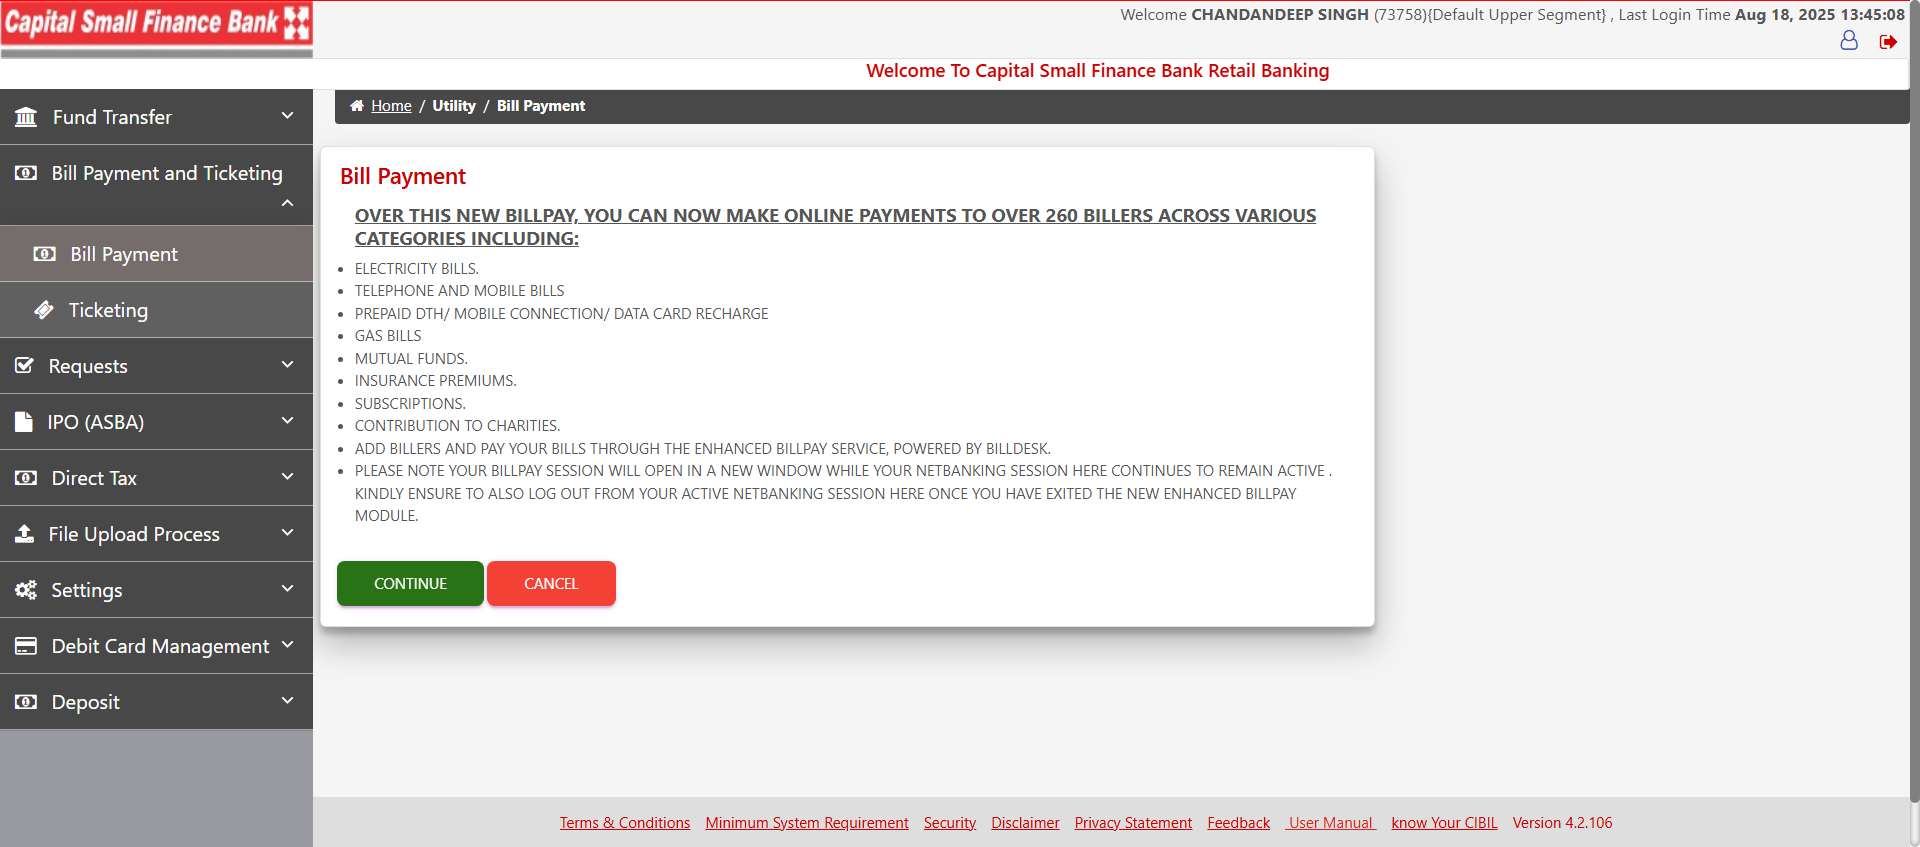 Capital Small Finance Bank
Welcome CHANDANDEEP SINGH (73758){Default Upper Segment} , Last Login Time Aug 18, 2025 13:45:08
Welcome To Capital Small Finance Bank Retail Banking
Home / Utility / Bill Payment
Fund Transfer
Bill Payment and Ticketing
Bill Payment
Ticketing
Requests
IPO (ASBA)
Direct Tax
File Upload Process
Settings
Debit Card Management
Deposit
Bill Payment
OVER THIS NEW BILLPAY, YOU CAN NOW MAKE ONLINE PAYMENTS TO OVER 260 BILLERS ACROSS VARIOUS
CATEGORIES INCLUDING:
ELECTRICITY BILLS.
TELEPHONE AND MOBILE BILLS
PREPAID DTH/ MOBILE CONNECTION/ DATA CARD RECHARGE
GAS BILLS
MUTUAL FUNDS.
INSURANCE PREMIUMS.
SUBSCRIPTIONS.
CONTRIBUTION TO CHARITIES.
ADD BILLERS AND PAY YOUR BILLS THROUGH THE ENHANCED BILLPAY SERVICE, POWERED BY BILLDESK.
PLEASE NOTE YOUR BILLPAY SESSION WILL OPEN IN A NEW WINDOW WHILE YOUR NETBANKING SESSION HERE CONTINUES TO REMAIN ACTIVE .
KINDLY ENSURE TO ALSO LOG OUT FROM YOUR ACTIVE NETBANKING SESSION HERE ONCE YOU HAVE EXITED THE NEW ENHANCED BILLPAY
MODULE.
CONTINUE CANCEL
Terms & Conditions Minimum System Requirement Security Disclaimer Privacy Statement Feedback User Manual know Your CIBIL Version 4.2.106